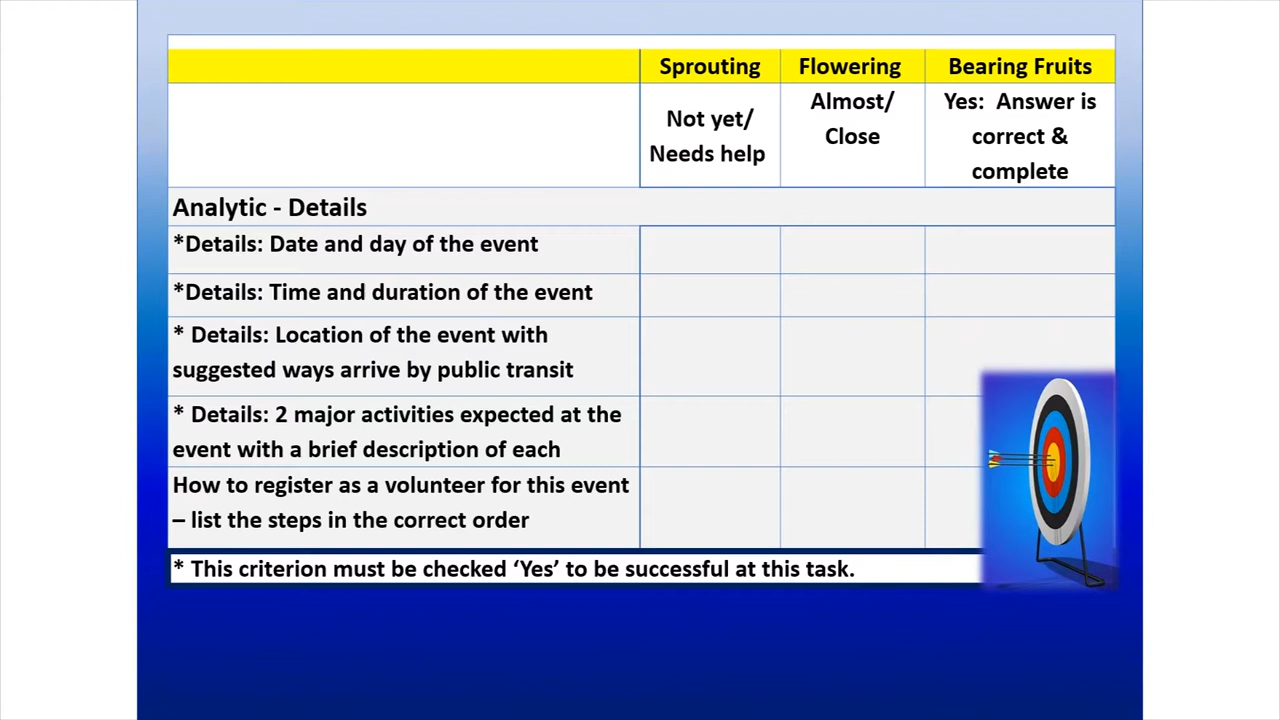 Sprouting Flowering Bearing Fruits
Not yet/
Needs help
Almost/
Close
Yes:  Answer is
correct &
complete
Analytic - Details
*Details: Date and day of the event
*Details: Time and duration of the event
* Details: Location of the event with
suggested ways arrive by public transit
* Details: 2 major activities expected at the
event with a brief description of each
How to register as a volunteer for this event
– list the steps in the correct order
* This criterion must be checked ‘Yes’ to be successful at this task.